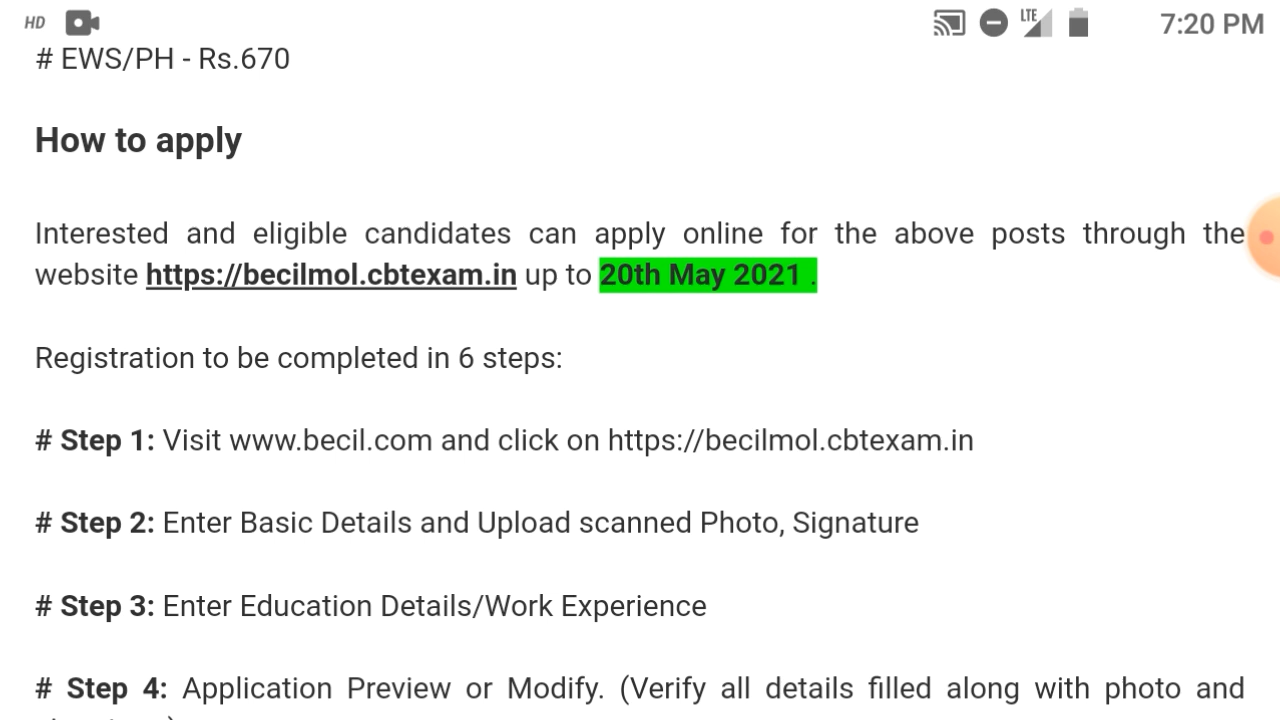 HD LTE 7:20 PM
# EWS/PH - Rs.670
How to apply
Interested and eligible candidates can apply online for the above posts through the
website https://becilmol.cbtexam.in up to 20th May 2021 .
Registration to be completed in 6 steps:
# Step 1: Visit www.becil.com and click on https://becilmol.cbtexam.in
# Step 2: Enter Basic Details and Upload scanned Photo, Signature
# Step 3: Enter Education Details/Work Experience
# Step 4: Application Preview or Modify. (Verify all details filled along with photo and